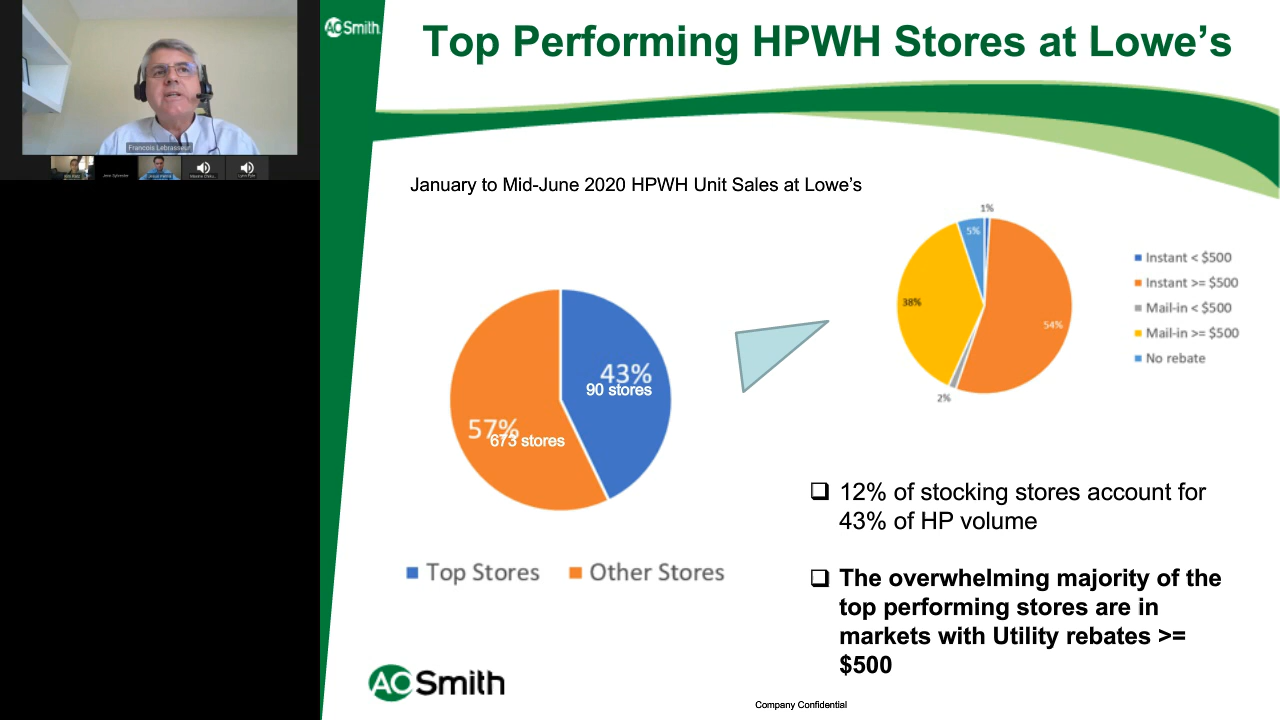 AO Smith
Top Performing HPWH Stores at Lowe's
Francois Lebrasseur
Jenn Sylvester
January to Mid-June 2020 HPWH Unit Sales at Lowe's
43%
90 stores
57%
673 stores
Top Stores
Other Stores
1%
5%
38%
54%
2%
Instant < $500
Instant >= $500
Mail-in < $500
Mail-in >= $500
No rebate
12% of stocking stores account for
43% of HP volume
The overwhelming majority of the
top performing stores are in
markets with Utility rebates >=
$500
AO Smith
Company Confidential